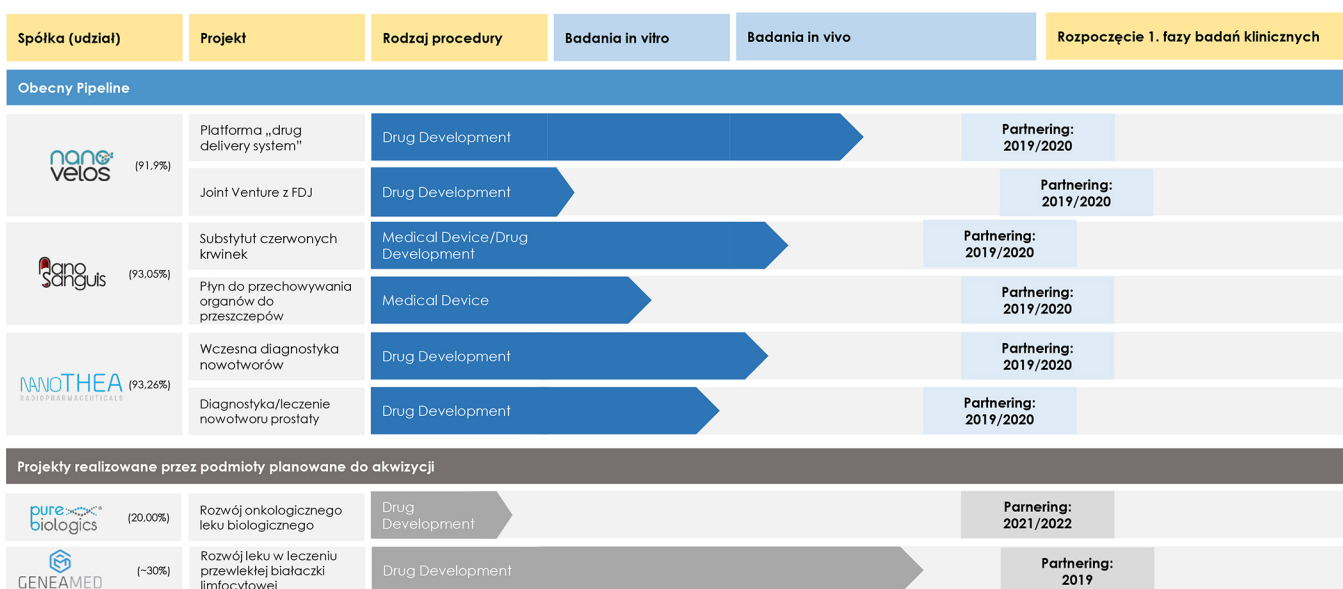 Spółka (udział)
Projekt
Rodzaj procedury
Badania in vitro
Badania in vivo
Rozpoczęcie 1. fazy badań klinicznych
Obecny Pipeline
nano
velos
(91,9%)
Platforma „drug
delivery system”
Drug Development
Partnering:
2019/2020
Joint Venture z FDJ
Drug Development
Partnering:
2019/2020
Nano
Sanguis
(93,05%)
Substytut czerwonych
krwinek
Medical Device/Drug
Development
Partnering:
2019/2020
Płyn do przechowywania
organów do
przeszczepów
Medical Device
Partnering:
2019/2020
NANOTHEA
RADIOPHARMACEUTICALS
(93,26%)
Wczesna diagnostyka
nowotworów
Drug Development
Partnering:
2019/2020
Diagnostyka/leczenie
nowotworu prostaty
Drug Development
Partnering:
2019/2020
Projekty realizowane przez podmioty planowane do akwizycji
pure
biologics
(20,00%)
Rozwój onkologicznego
leku biologicznego
Drug
Development
Parnering:
2021/2022
GENEAMED
(~30%)
Rozwój leku w leczeniu
przewlekłej białaczki
limfocytowej
Drug Development
Partnering:
2019